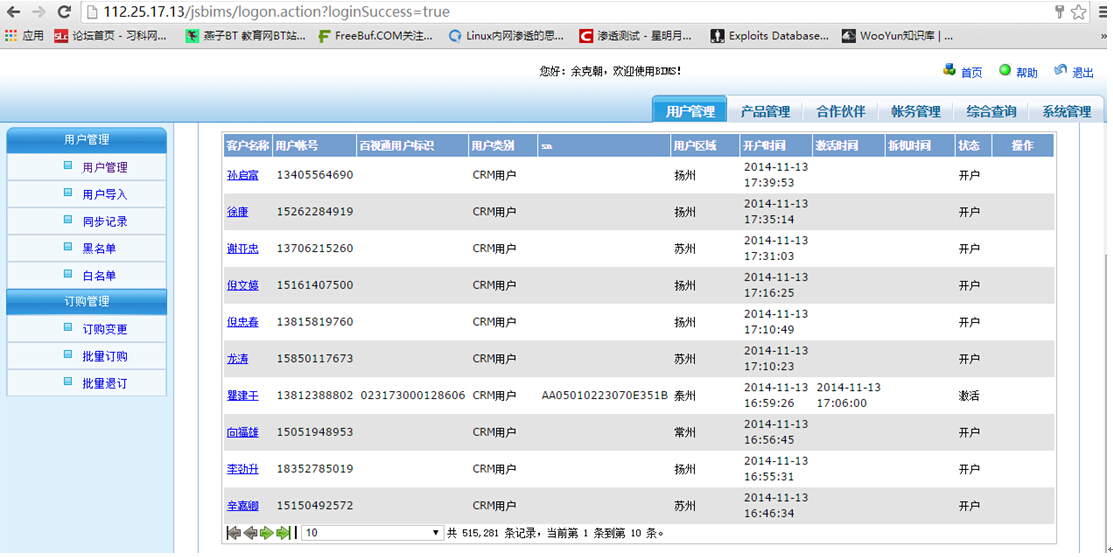 112.25.17.13/jsbims/logon.action?loginSuccess=true
应用 论坛首页 - 习科网... 燕子BT 教育网BT站... FreeBuf.COM关注... Linux内网渗透的思... 渗透测试 - 星明月... Exploits Database... WooYun知识库 | ... »
您好：余克朝，欢迎使用BIMS！ 首页 帮助 退出
用户管理 产品管理 合作伙伴 帐务管理 综合查询 系统管理
用户管理
用户管理
用户导入
同步记录
黑名单
白名单
订购管理
订购变更
批量订购
批量退订
客户名称 用户帐号 百视通用户标识 用户类别 sn 用户区域 开户时间 激活时间 拆机时间 状态 操作
孙启富 13405564690 CRM用户 扬州 2014-11-13 17:39:53 开户
徐康 15262284919 CRM用户 扬州 2014-11-13 17:35:14 开户
谢亚忠 13706215260 CRM用户 苏州 2014-11-13 17:31:03 开户
倪文婷 15161407500 CRM用户 扬州 2014-11-13 17:16:25 开户
倪忠春 13815819760 CRM用户 扬州 2014-11-13 17:10:49 开户
龙涛 15850117673 CRM用户 苏州 2014-11-13 17:10:23 开户
瞿建干 13812388802 023173000128606 CRM用户 AA05010223070E351B 泰州 2014-11-13 16:59:26 2014-11-13 17:06:00 激活
向福雄 15051948953 CRM用户 常州 2014-11-13 16:56:45 开户
李劲升 18352785019 CRM用户 扬州 2014-11-13 16:55:31 开户
辛嘉卿 15150492572 CRM用户 苏州 2014-11-13 16:46:34 开户
10 共 515,281 条记录，当前第 1 条到第 10 条。